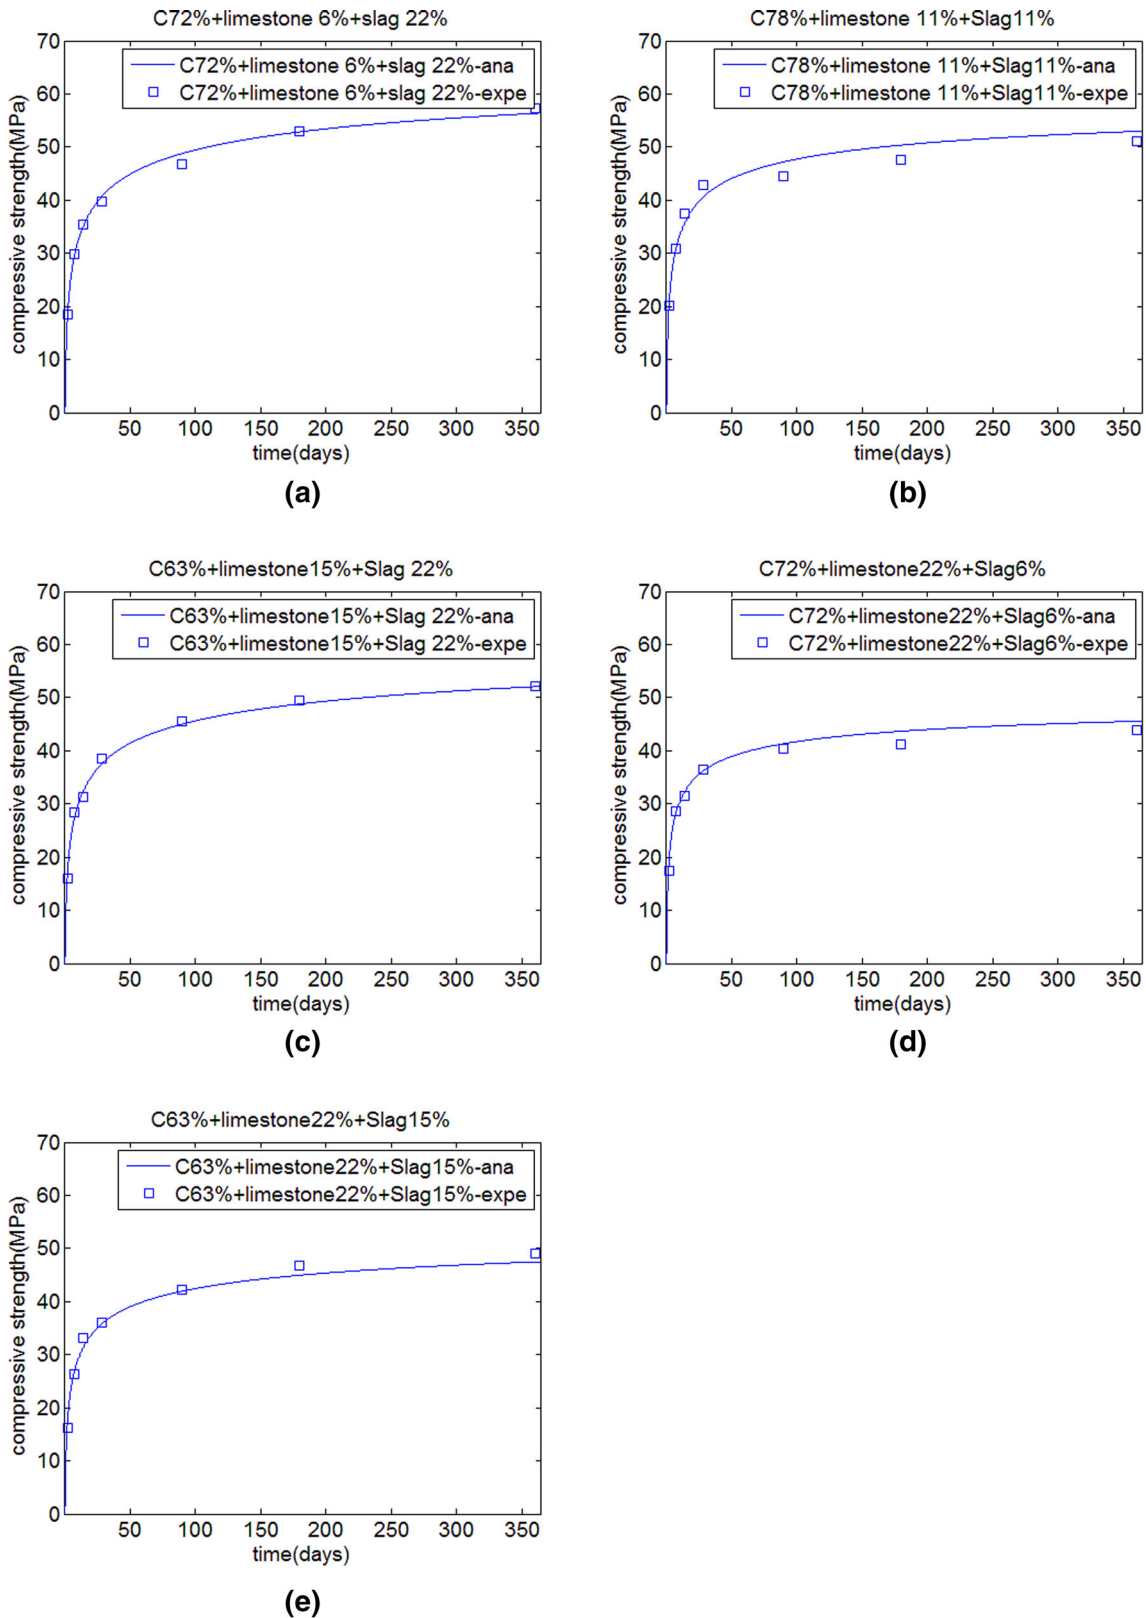 C72%+limestone 6%+slag 22%
70
60
50
40
30
20
10
0
compressive strength(MPa)
C72%+limestone 6%+slag 22%-ana
C72%+limestone 6%+slag 22%-expe
50 100 150 200 250 300 350
time(days)
(a)
C78%+limestone 11%+Slag11%
70
60
50
40
30
20
10
0
compressive strength(MPa)
C78%+limestone 11%+Slag11%-ana
C78%+limestone 11%+Slag11%-expe
50 100 150 200 250 300 350
time(days)
(b)
C63%+limestone15%+Slag 22%
70
60
50
40
30
20
10
0
compressive strength(MPa)
C63%+limestone15%+Slag 22%-ana
C63%+limestone15%+Slag 22%-expe
50 100 150 200 250 300 350
time(days)
(c)
C72%+limestone22%+Slag6%
70
60
50
40
30
20
10
0
compressive strength(MPa)
C72%+limestone22%+Slag6%-ana
C72%+limestone22%+Slag6%-expe
50 100 150 200 250 300 350
time(days)
(d)
C63%+limestone22%+Slag15%
70
60
50
40
30
20
10
0
compressive strength(MPa)
C63%+limestone22%+Slag15%-ana
C63%+limestone22%+Slag15%-expe
50 100 150 200 250 300 350
time(days)
(e)